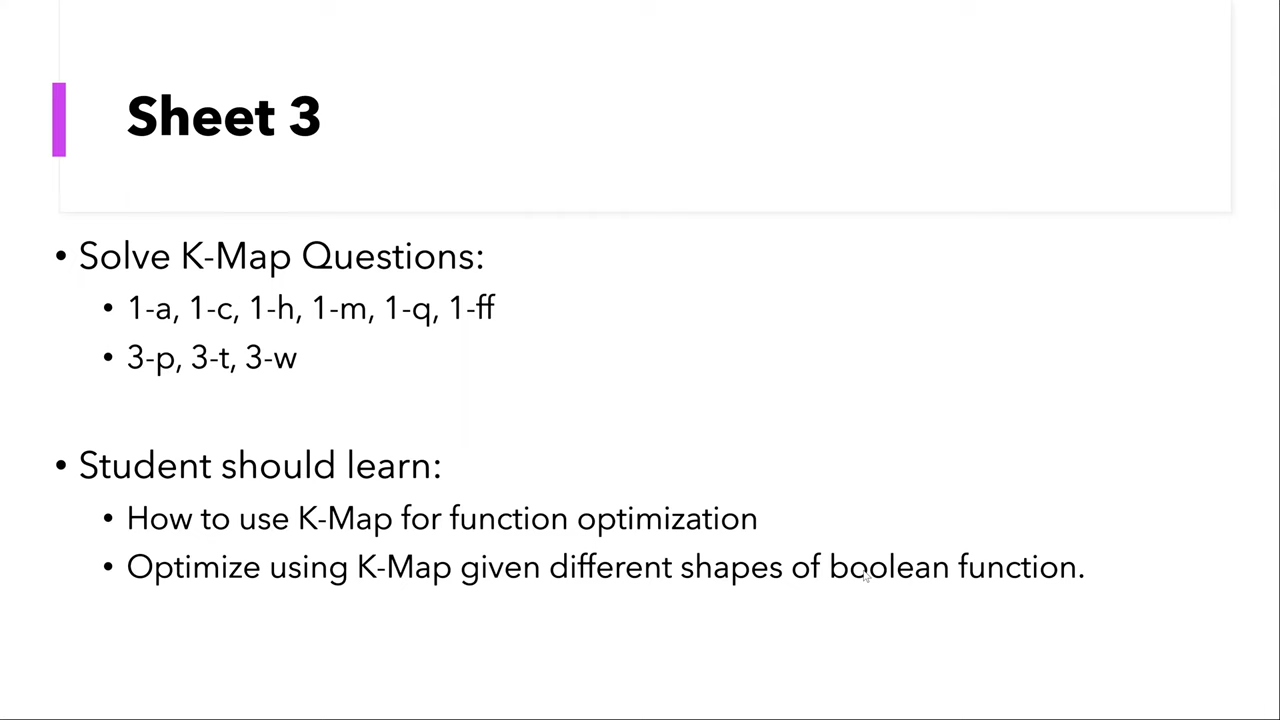 Sheet 3
• Solve K-Map Questions:
• 1-a, 1-c, 1-h, 1-m, 1-q, 1-ff
• 3-p, 3-t, 3-w
• Student should learn:
• How to use K-Map for function optimization
• Optimize using K-Map given different shapes of boolean function.